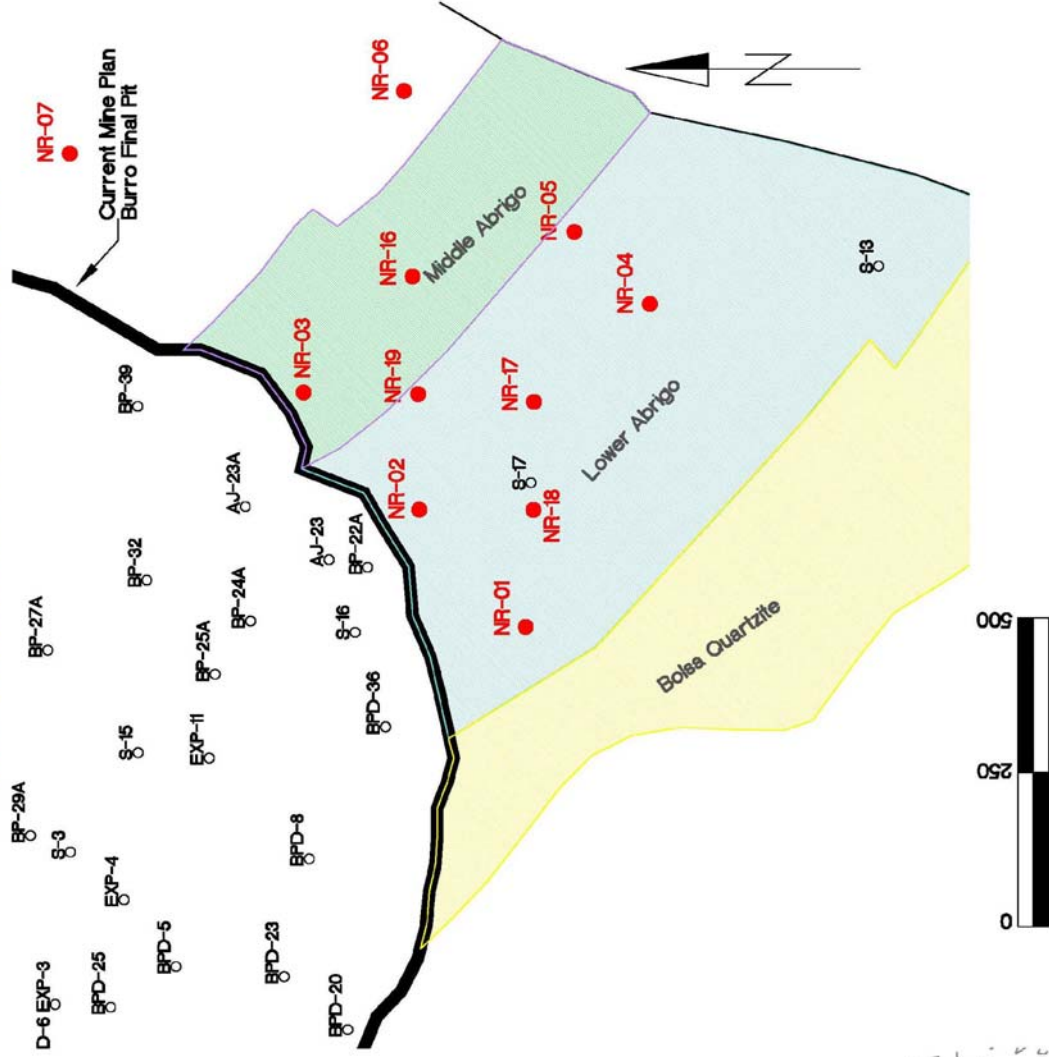 NR-07
Current Mine Plan
Burro Final Pit
NR-06
BP-39
BP-32
BP-27A
S-15
BP-29A
S-3
EXP-4
D-6 EXP-3
BPD-25
BPD-5
EXP-11
BP-25A
BP-24A
AJ-23A
AJ-23
BP-22A
S-16
BPD-36
BPD-8
BPD-23
BPD-20
NR-03
NR-16
Middle Abrigo
NR-19
NR-05
NR-04
NR-02
NR-17
S-17
NR-18
Lower Abrigo
NR-01
S-13
Bolsa Quartzite
N
0
250
500